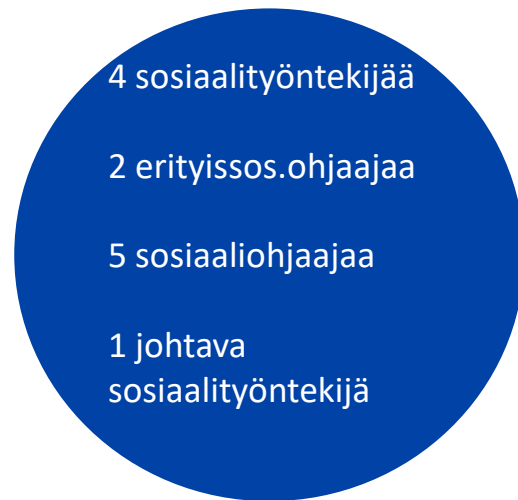 4 sosiaalityöntekijää
2 erityissos.ohjaajaa
5 sosiaaliohjaajaa
1 johtava
sosiaalityöntekijä